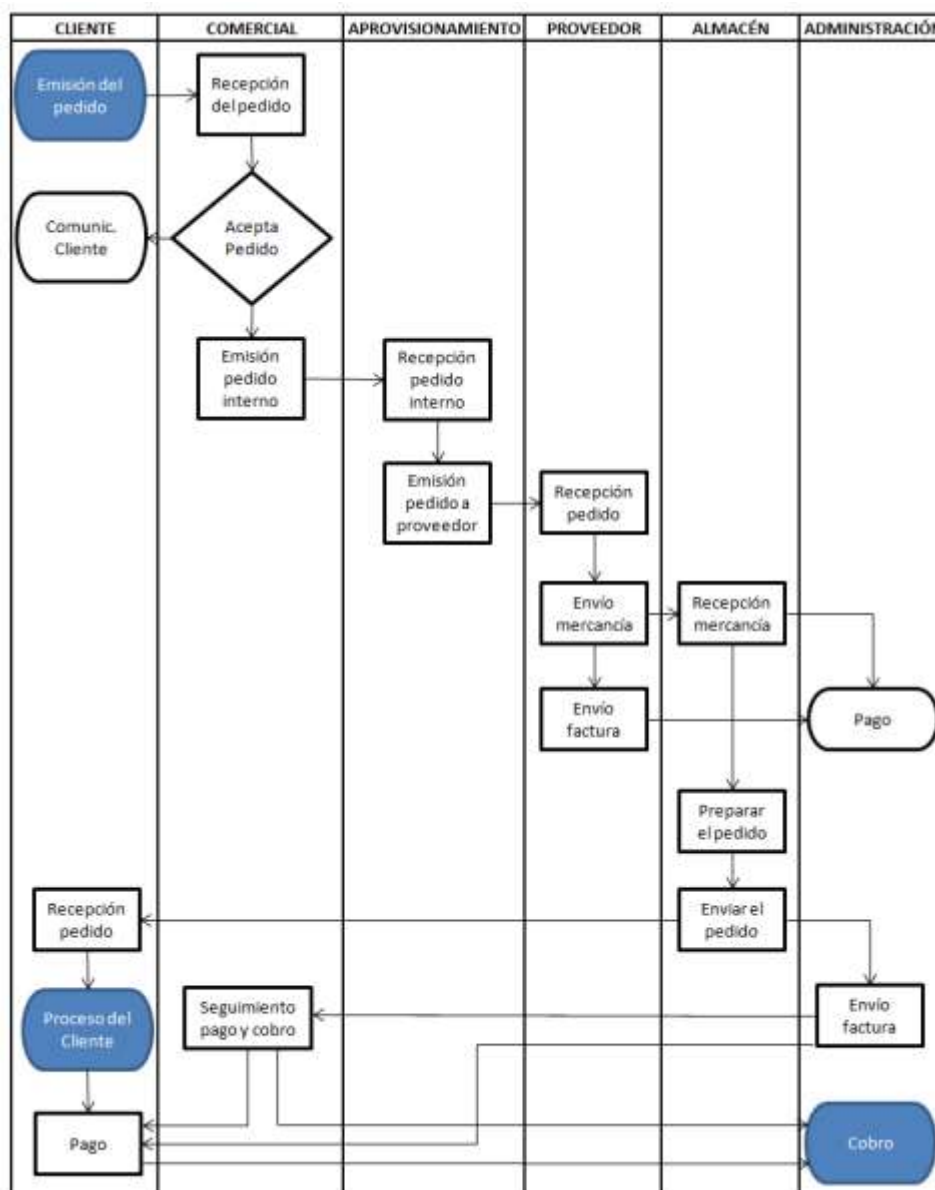 CLIENTE
COMERCIAL
APROVISIONAMIENTO
PROVEEDOR
ALMACÉN
ADMINISTRACIÓN
Emisión del
pedido
Recepción
del pedido
Comunic.
Cliente
Acepta
Pedido
Emisión
pedido
interno
Recepción
pedido
interno
Emisión
pedido a
proveedor
Recepción
pedido
Envío
mercancía
Recepción
mercancía
Envío
factura
Pago
Preparar
el pedido
Recepción
pedido
Enviar el
pedido
Proceso del
Cliente
Seguimiento
pago y cobro
Envío
factura
Pago
Cobro